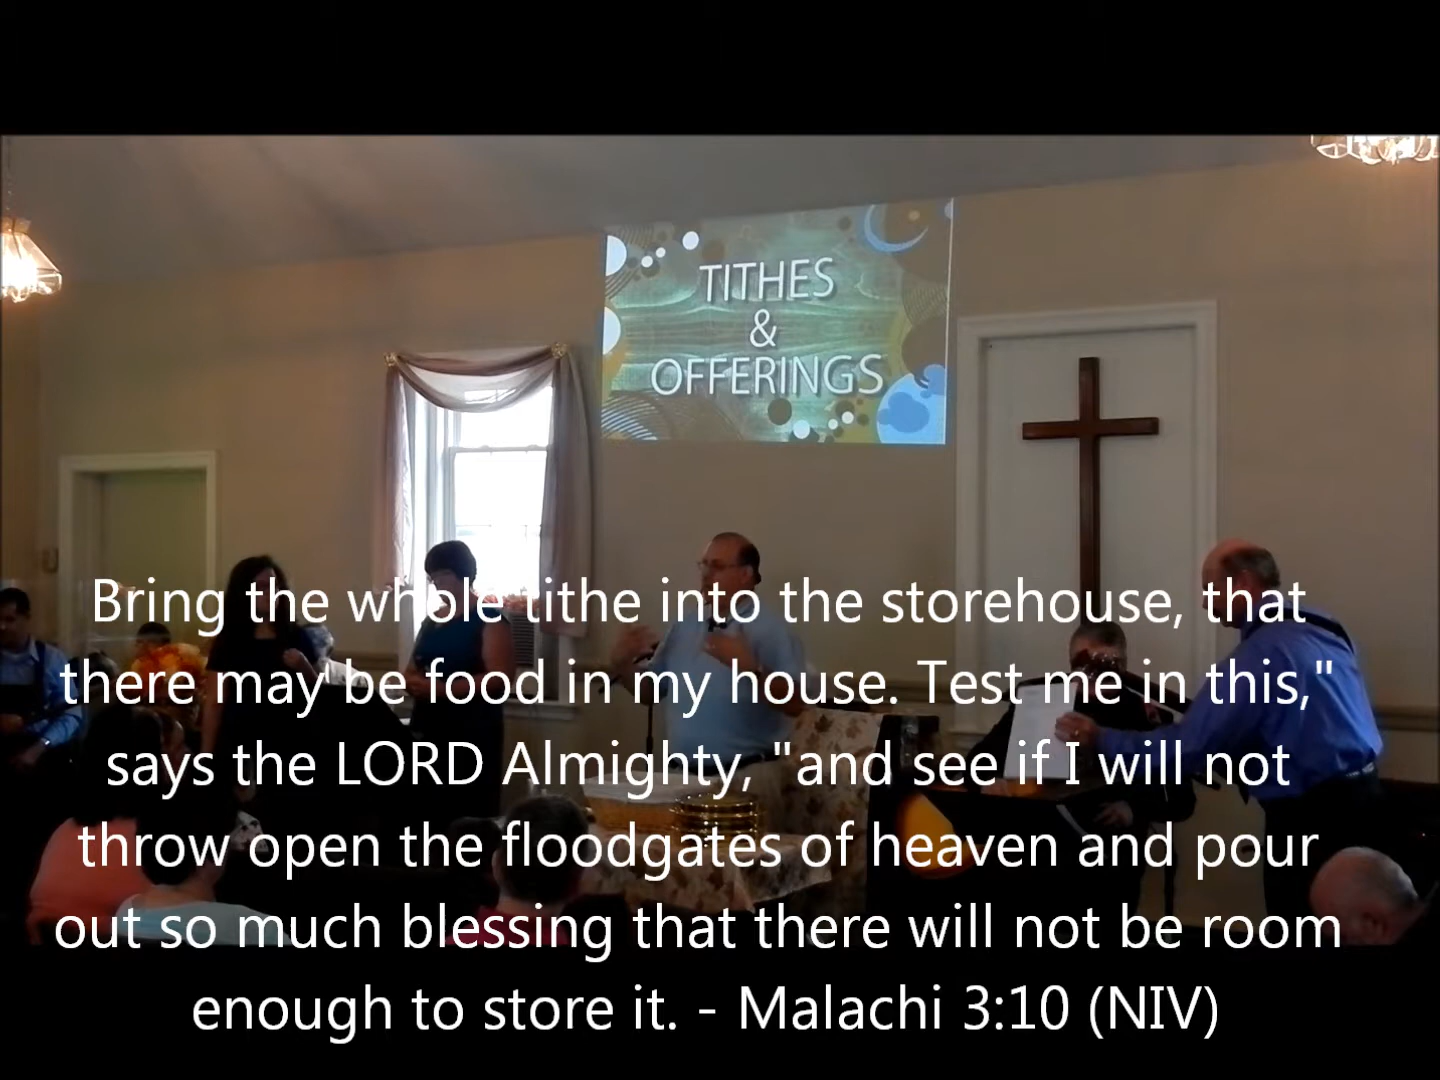 TITHES
&
OFFERINGS
Bring the whole tithe into the storehouse, that
there may be food in my house. Test me in this,"
says the LORD Almighty, "and see if I will not
throw open the floodgates of heaven and pour
out so much blessing that there will not be room
enough to store it. - Malachi 3:10 (NIV)